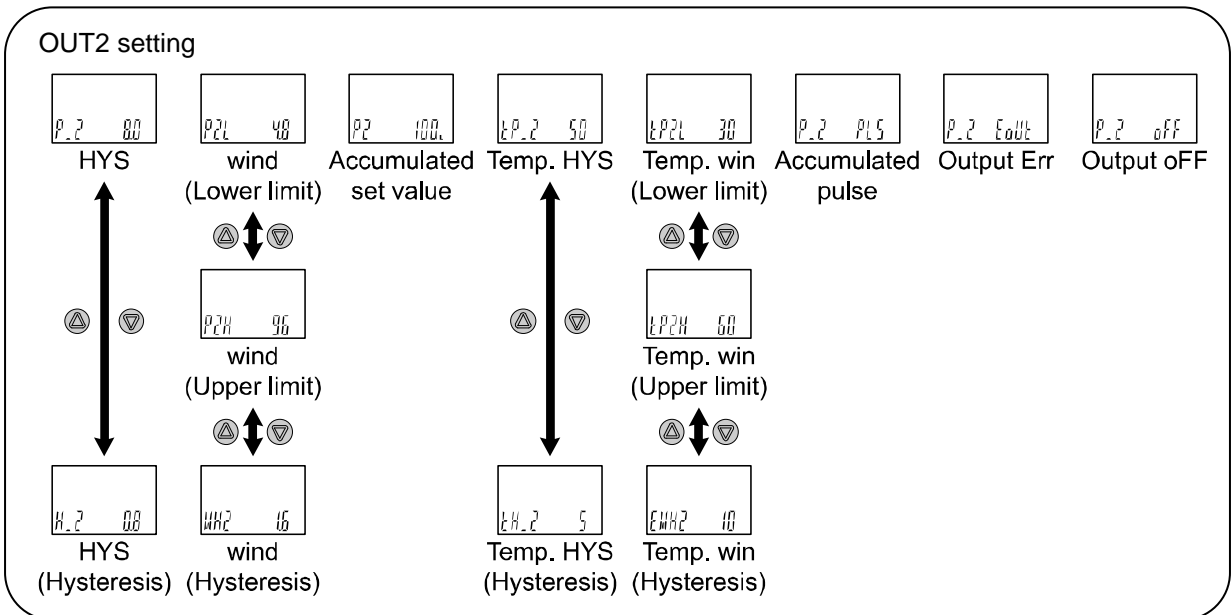 OUT2 setting
P_2 8.0 P2L 4.8 P2 100. tP_2 50 tP2L 30 P_2 PLS P_2 EoUt P_2 oFF
HYS wind Accumulated Temp. HYS Temp. win Accumulated Output Err Output oFF
(Lower limit) set value (Lower limit) pulse
P2H 9.6 tP2H 60
wind Temp. win
(Upper limit) (Upper limit)
H_2 0.8 WH2 1.6 tH_2 5 tWH2 10
HYS wind Temp. HYS Temp. win
(Hysteresis) (Hysteresis) (Hysteresis) (Hysteresis)